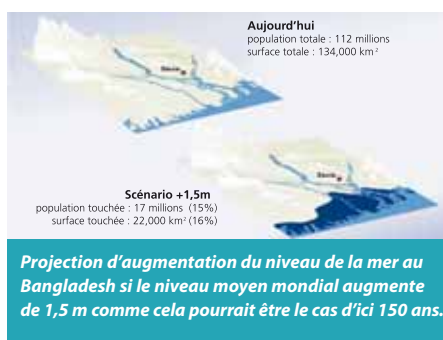 Aujourd'hui
population totale : 112 millions
surface totale : 134,000 km²
Dacca
Scénario +1,5m
population touchée : 17 millions (15%)
surface touchée : 22,000 km² (16%)
Projection d'augmentation du niveau de la mer au
Bangladesh si le niveau moyen mondial augmente
de 1,5 m comme cela pourrait être le cas d'ici 150 ans.